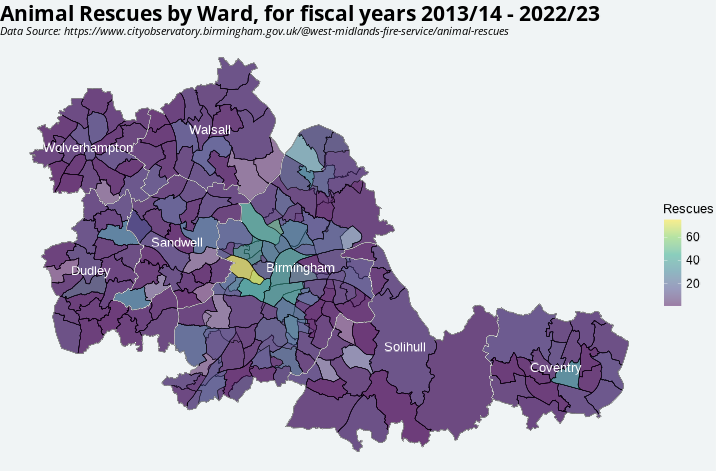 Animal Rescues by Ward, for fiscal years 2013/14 - 2022/23
Data Source: https://www.cityobservatory.birmingham.gov.uk/@west-midlands-fire-service/animal-rescues
Walsall
Wolverhampton
Sandwell
Birmingham
Dudley
Solihull
Coventry
Rescues
60
40
20